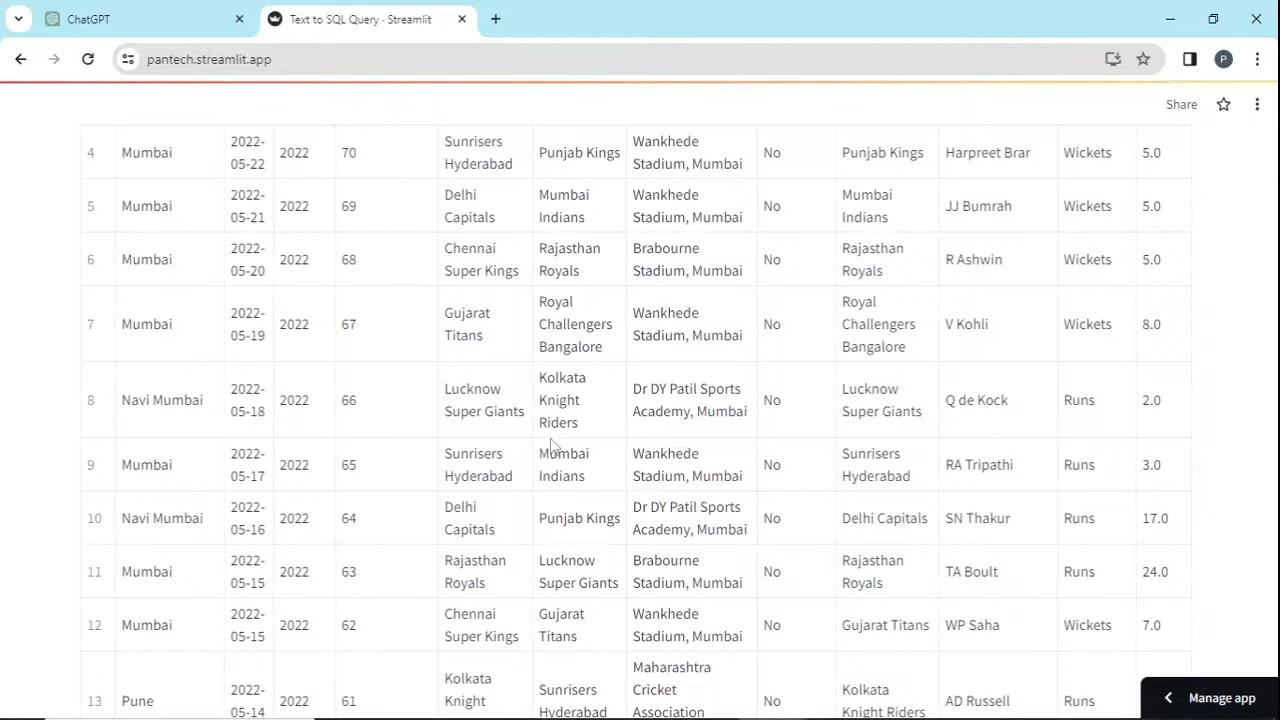 ChatGPT
Text to SQL Query - Streamlit
pantech.streamlit.app
P
Share
4 Mumbai 2022-05-22 2022 70 Sunrisers Hyderabad Punjab Kings Wankhede Stadium, Mumbai No Punjab Kings Harpreet Brar Wickets 5.0
5 Mumbai 2022-05-21 2022 69 Delhi Capitals Mumbai Indians Wankhede Stadium, Mumbai No Mumbai Indians JJ Bumrah Wickets 5.0
6 Mumbai 2022-05-20 2022 68 Chennai Super Kings Rajasthan Royals Brabourne Stadium, Mumbai No Rajasthan Royals R Ashwin Wickets 5.0
7 Mumbai 2022-05-19 2022 67 Gujarat Titans Royal Challengers Bangalore Wankhede Stadium, Mumbai No Royal Challengers Bangalore V Kohli Wickets 8.0
8 Navi Mumbai 2022-05-18 2022 66 Lucknow Super Giants Kolkata Knight Riders Dr DY Patil Sports Academy, Mumbai No Lucknow Super Giants Q de Kock Runs 2.0
9 Mumbai 2022-05-17 2022 65 Sunrisers Hyderabad Mumbai Indians Wankhede Stadium, Mumbai No Sunrisers Hyderabad RA Tripathi Runs 3.0
10 Navi Mumbai 2022-05-16 2022 64 Delhi Capitals Punjab Kings Dr DY Patil Sports Academy, Mumbai No Delhi Capitals SN Thakur Runs 17.0
11 Mumbai 2022-05-15 2022 63 Rajasthan Royals Lucknow Super Giants Brabourne Stadium, Mumbai No Rajasthan Royals TA Boult Runs 24.0
12 Mumbai 2022-05-15 2022 62 Chennai Super Kings Gujarat Titans Wankhede Stadium, Mumbai No Gujarat Titans WP Saha Wickets 7.0
13 Pune 2022-05-14 2022 61 Kolkata Knight Sunrisers Hyderabad Maharashtra Cricket Association No Kolkata Knight Riders AD Russell Runs
Manage app